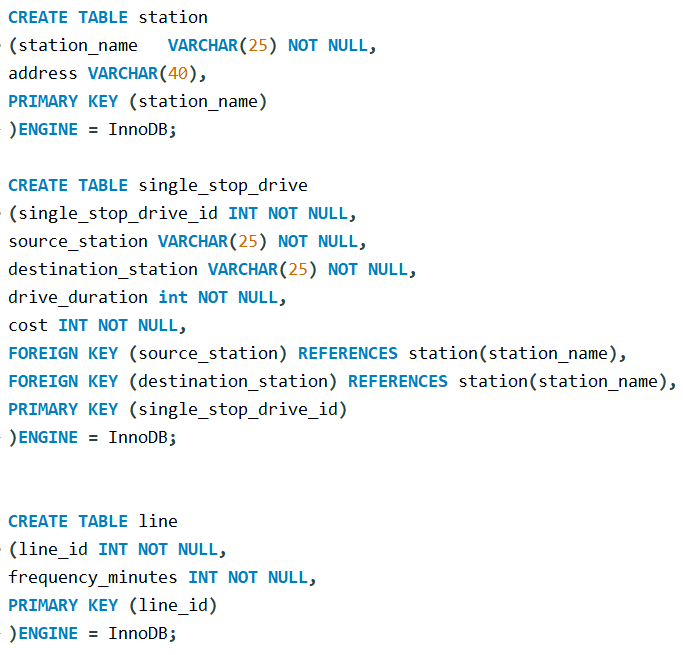 CREATE TABLE station
(station_name   VARCHAR(25) NOT NULL,
address VARCHAR(40),
PRIMARY KEY (station_name)
)ENGINE = InnoDB;

CREATE TABLE single_stop_drive
(single_stop_drive_id INT NOT NULL,
source_station VARCHAR(25) NOT NULL,
destination_station VARCHAR(25) NOT NULL,
drive_duration int NOT NULL,
cost INT NOT NULL,
FOREIGN KEY (source_station) REFERENCES station(station_name),
FOREIGN KEY (destination_station) REFERENCES station(station_name),
PRIMARY KEY (single_stop_drive_id)
)ENGINE = InnoDB;

CREATE TABLE line
(line_id INT NOT NULL,
frequency_minutes INT NOT NULL,
PRIMARY KEY (line_id)
)ENGINE = InnoDB;